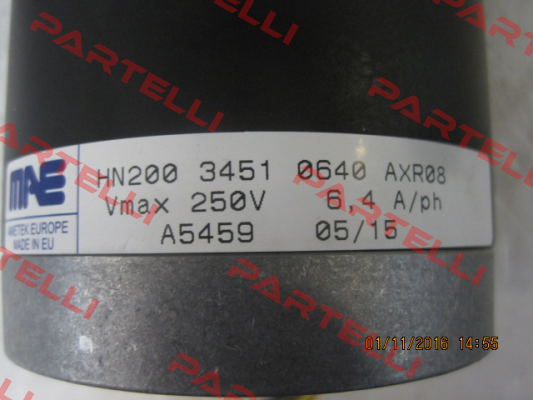 PARTELLI
PARTELLI
PARTELLI
PARTELLI
PARTELLI
MAE
AMETEK EUROPE
MADE IN EU
HN200 3451 0640 AXR08
Vmax 250V 6,4 A/ph
A5459 05/15
01/11/2016 14:55